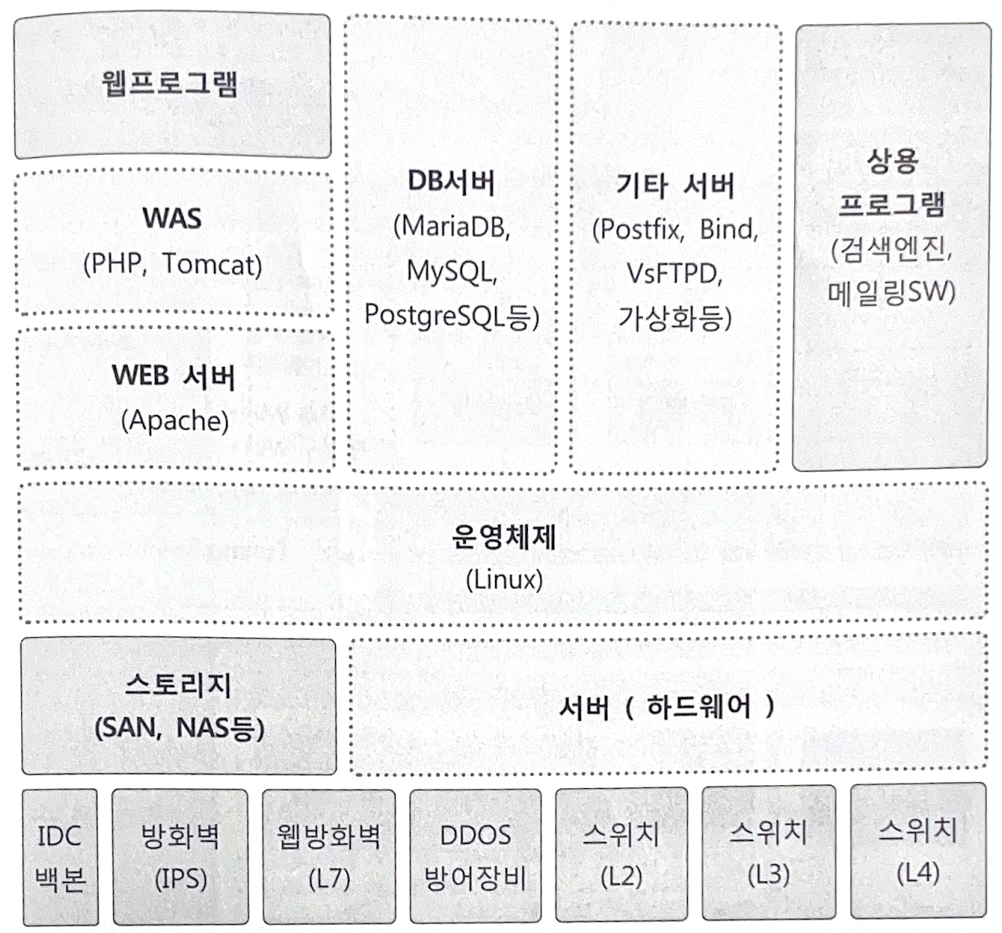 웹프로그램
WAS
(PHP, Tomcat)
WEB 서버
(Apache)
DB서버
(MariaDB,
MySQL,
PostgreSQL등)
기타 서버
(Postfix, Bind,
VsFTPD,
가상화등)
상용
프로그램
(검색엔진,
메일링SW)
운영체제
(Linux)
스토리지
(SAN, NAS등)
서버 ( 하드웨어 )
IDC
백본
방화벽
(IPS)
웹방화벽
(L7)
DDOS
방어장비
스위치
(L2)
스위치
(L3)
스위치
(L4)